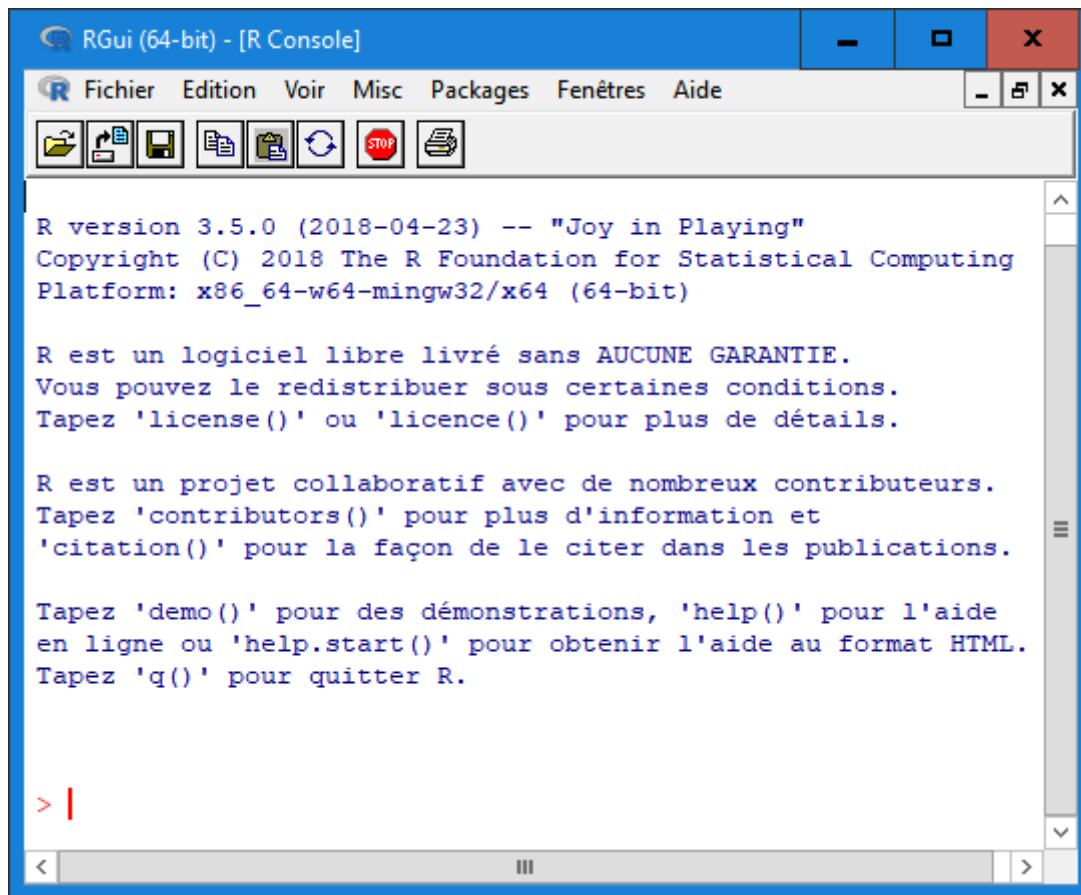 RGui (64-bit) - [R Console]
Fichier Edition Voir Misc Packages Fenêtres Aide
STOP
R version 3.5.0 (2018-04-23) -- "Joy in Playing"
Copyright (C) 2018 The R Foundation for Statistical Computing
Platform: x86_64-w64-mingw32/x64 (64-bit)
R est un logiciel libre livré sans AUCUNE GARANTIE.
Vous pouvez le redistribuer sous certaines conditions.
Tapez 'license()' ou 'licence()' pour plus de détails.
R est un projet collaboratif avec de nombreux contributeurs.
Tapez 'contributors()' pour plus d'information et
'citation()' pour la façon de le citer dans les publications.
Tapez 'demo()' pour des démonstrations, 'help()' pour l'aide
en ligne ou 'help.start()' pour obtenir l'aide au format HTML.
Tapez 'q()' pour quitter R.
>